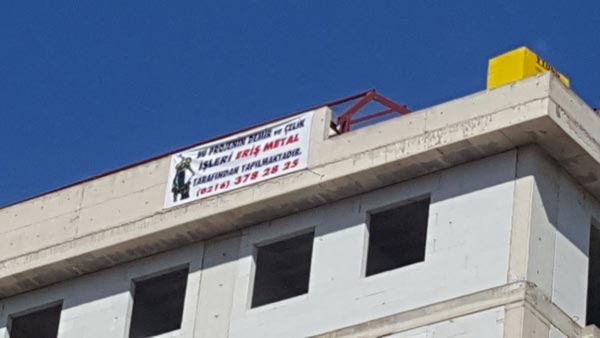 BU PROJENİN DEMİR ve ÇELİK
İŞLERİ ERİŞ METAL
TARAFINDAN YAPILMAKTADIR.
(0216) 378 28 25